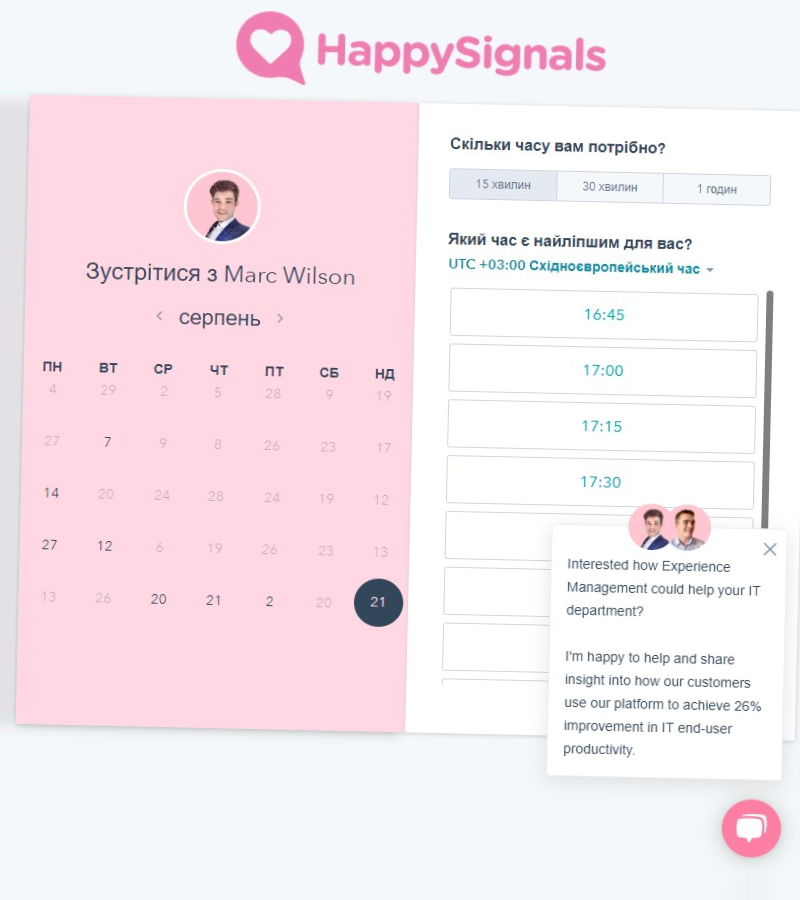 HappySignals
Зустрітися з Marc Wilson
серпень
ПН ВТ СР ЧТ ПТ СБ НД
4 29 2 5 28 9 19
27 7 9 8 26 23 17
14 20 24 28 24 19 12
27 12 6 19 26 23 13
13 26 20 21 2 20 21
Скільки часу вам потрібно?
15 хвилин 30 хвилин 1 годин
Який час є найліпшим для вас?
UTC +03:00 Східноєвропейський час
16:45
17:00
17:15
17:30
Interested how Experience
Management could help your IT
department?
I'm happy to help and share
insight into how our customers
use our platform to achieve 26%
improvement in IT end-user
productivity.